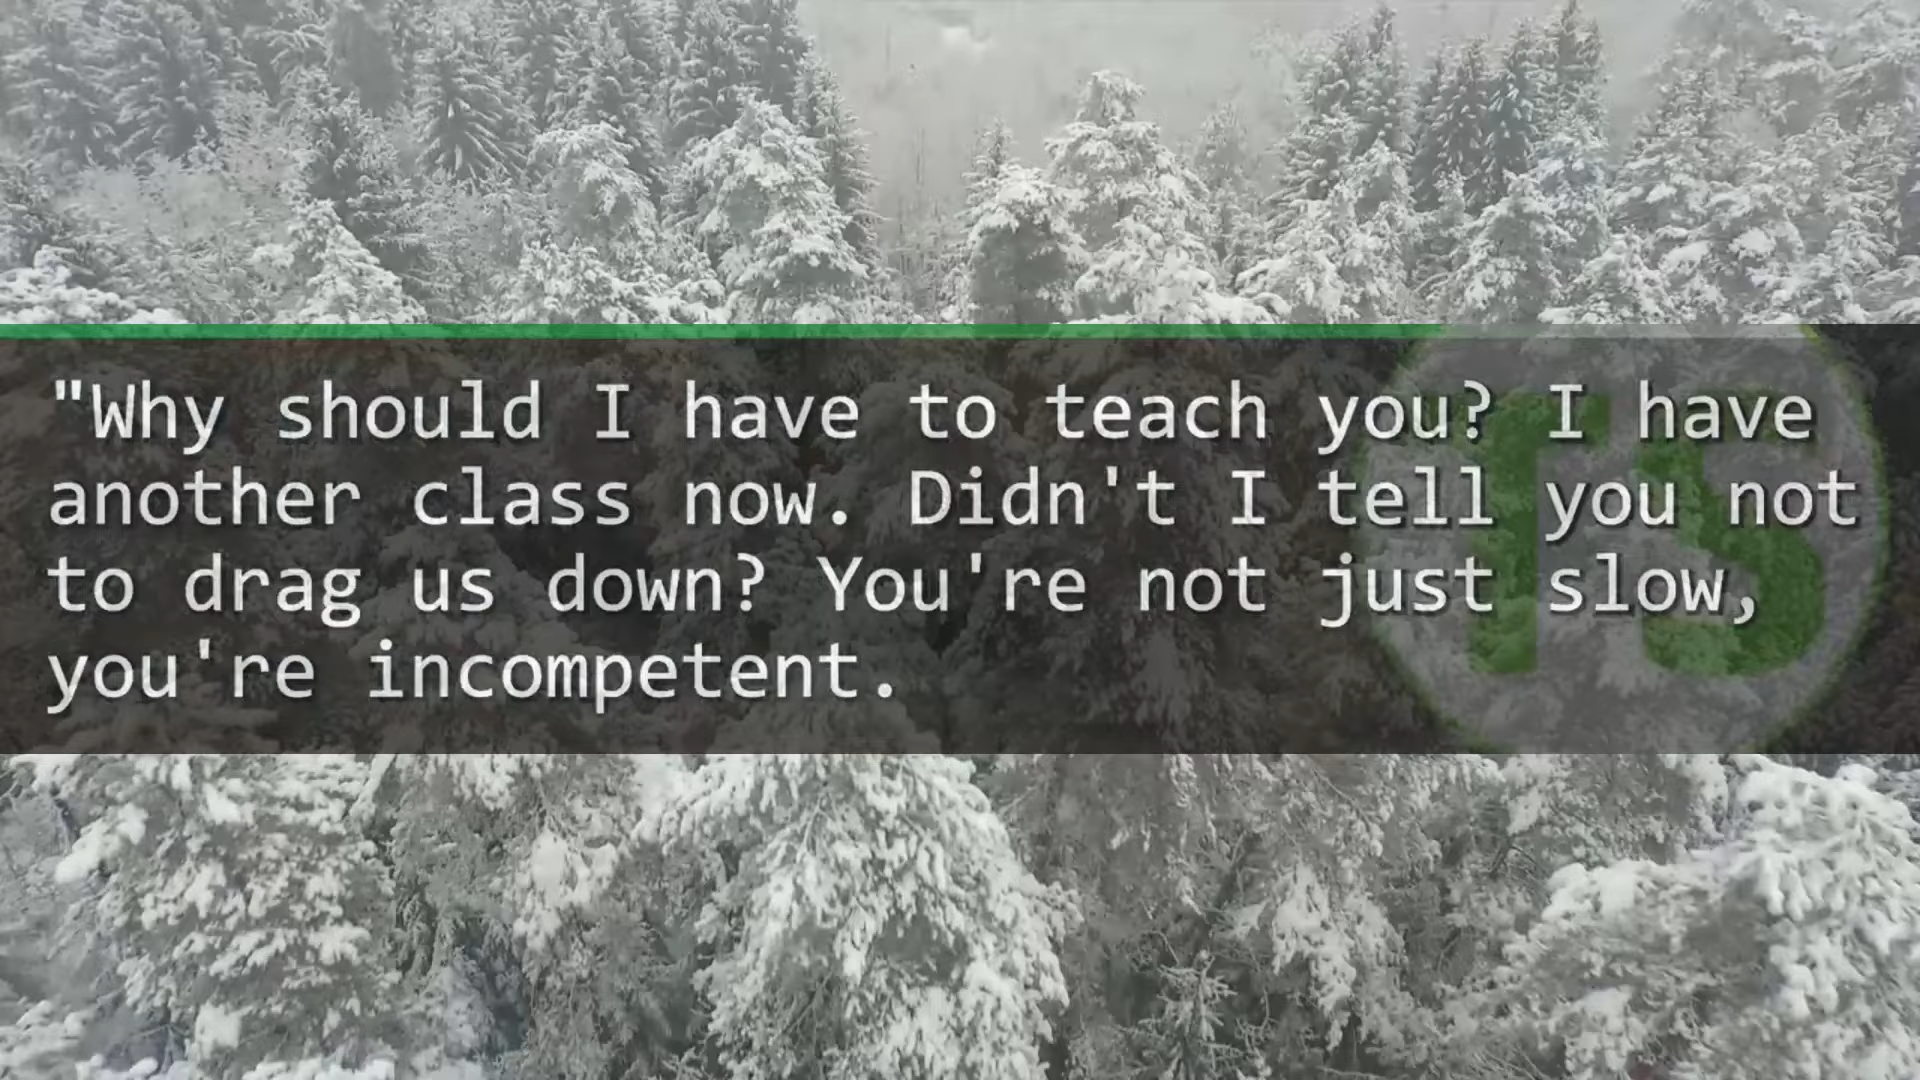 "Why should I have to teach you? I have
another class now. Didn't I tell you not
to drag us down? You're not just slow,
you're incompetent.
TS